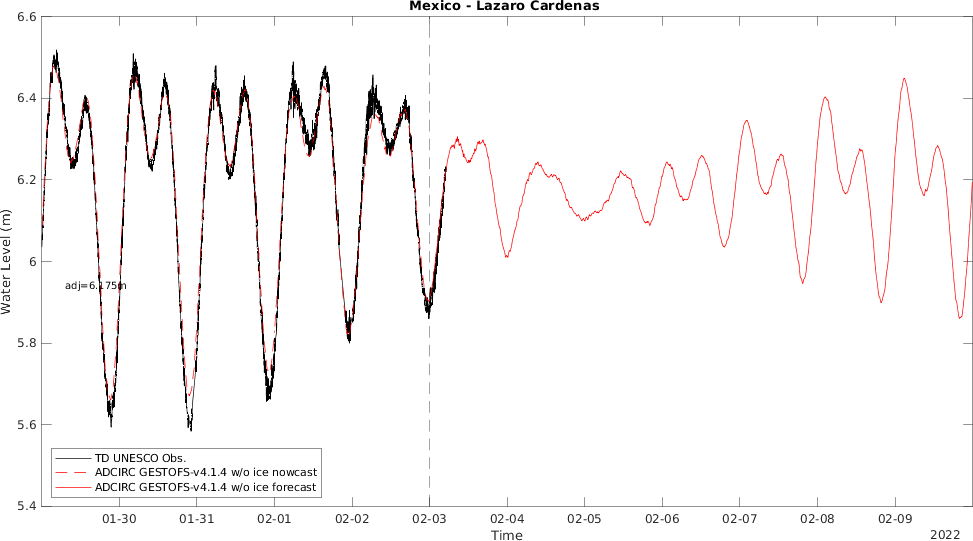 Mexico - Lazaro Cardenas
6.6
6.4
6.2
6
5.8
5.6
5.4
Water Level (m)
adj=6.175m
TD UNESCO Obs.
ADCIRC GESTOFS-v4.1.4 w/o ice nowcast
ADCIRC GESTOFS-v4.1.4 w/o ice forecast
01-30 01-31 02-01 02-02 02-03 02-04 02-05 02-06 02-07 02-08 02-09
Time
2022